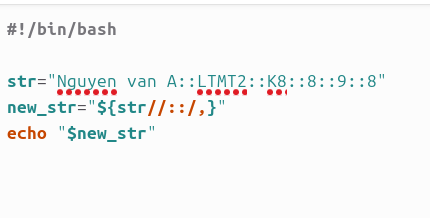 #!/bin/bash
str="Nguyen van A::LTMT2::K8::8::9::8"
new_str="${str//::/,}"
echo "$new_str"